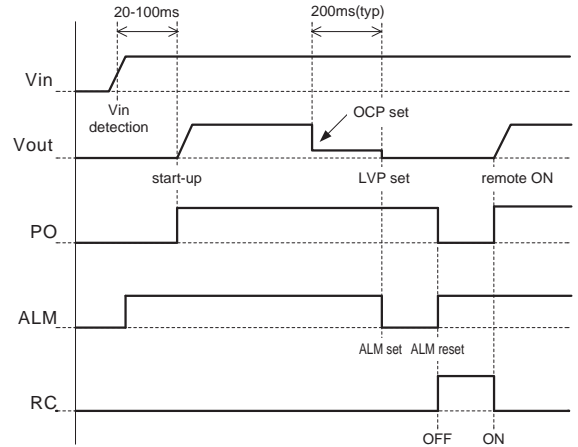 20-100ms
200ms(typ)
Vin
Vin
detection
OCP set
Vout
start-up
LVP set
remote ON
PO
ALM
ALM set
ALM reset
RC
OFF
ON